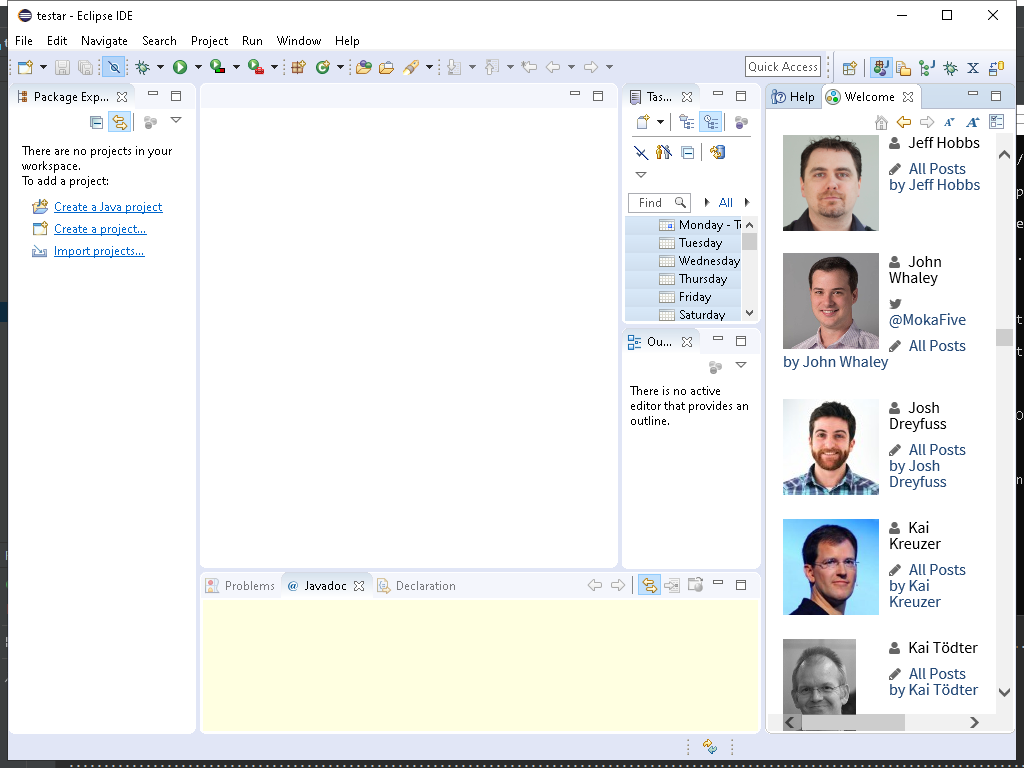 testar - Eclipse IDE
File Edit Navigate Search Project Run Window Help
Quick Access
Package Exp...
There are no projects in your
workspace.
To add a project:
Create a Java project
Create a project...
Import projects...
Tas...
Find
All
Monday - T
Tuesday
Wednesday
Thursday
Friday
Saturday
Ou...
There is no active
editor that provides an
outline.
Problems
@ Javadoc
Declaration
Help
Welcome
Jeff Hobbs
All Posts
by Jeff Hobbs
John
Whaley
@MokaFive
All Posts
by John Whaley
Josh
Dreyfuss
All Posts
by Josh
Dreyfuss
Kai
Kreuzer
All Posts
by Kai
Kreuzer
Kai Tödter
All Posts
by Kai Tödter